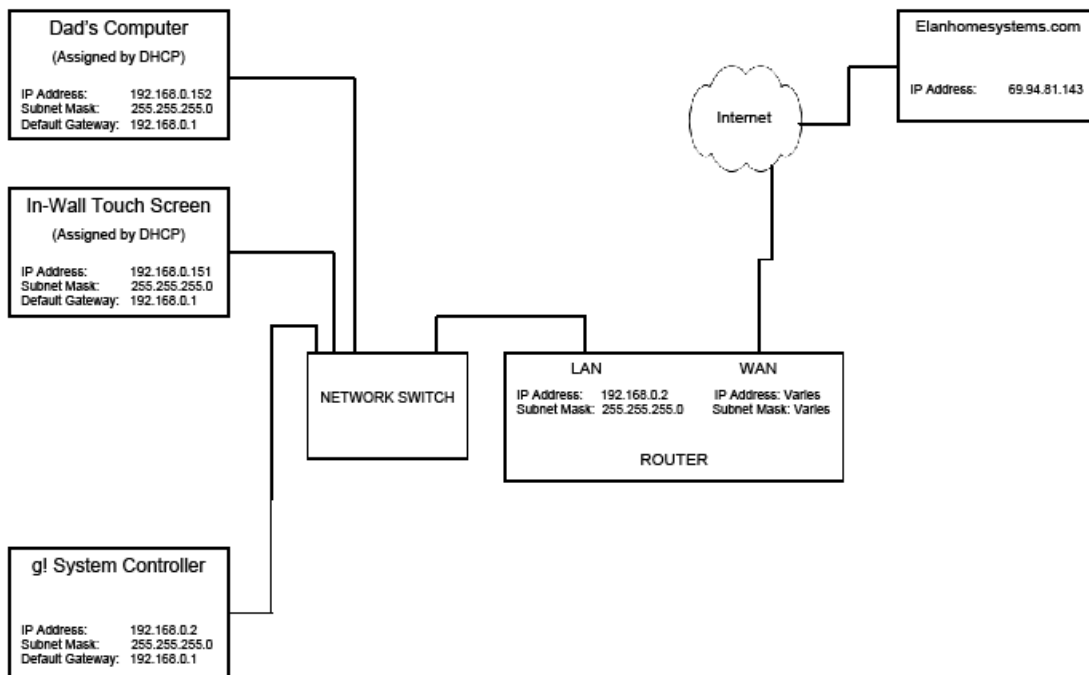 Dad's Computer
(Assigned by DHCP)
IP Address: 192.168.0.152
Subnet Mask: 255.255.255.0
Default Gateway: 192.168.0.1
Elanhomesystems.com
IP Address: 69.94.81.143
Internet
In-Wall Touch Screen
(Assigned by DHCP)
IP Address: 192.168.0.151
Subnet Mask: 255.255.255.0
Default Gateway: 192.168.0.1
NETWORK SWITCH
LAN
IP Address: 192.168.0.2
Subnet Mask: 255.255.255.0
WAN
IP Address: Varies
Subnet Mask: Varies
ROUTER
g! System Controller
IP Address: 192.168.0.2
Subnet Mask: 255.255.255.0
Default Gateway: 192.168.0.1